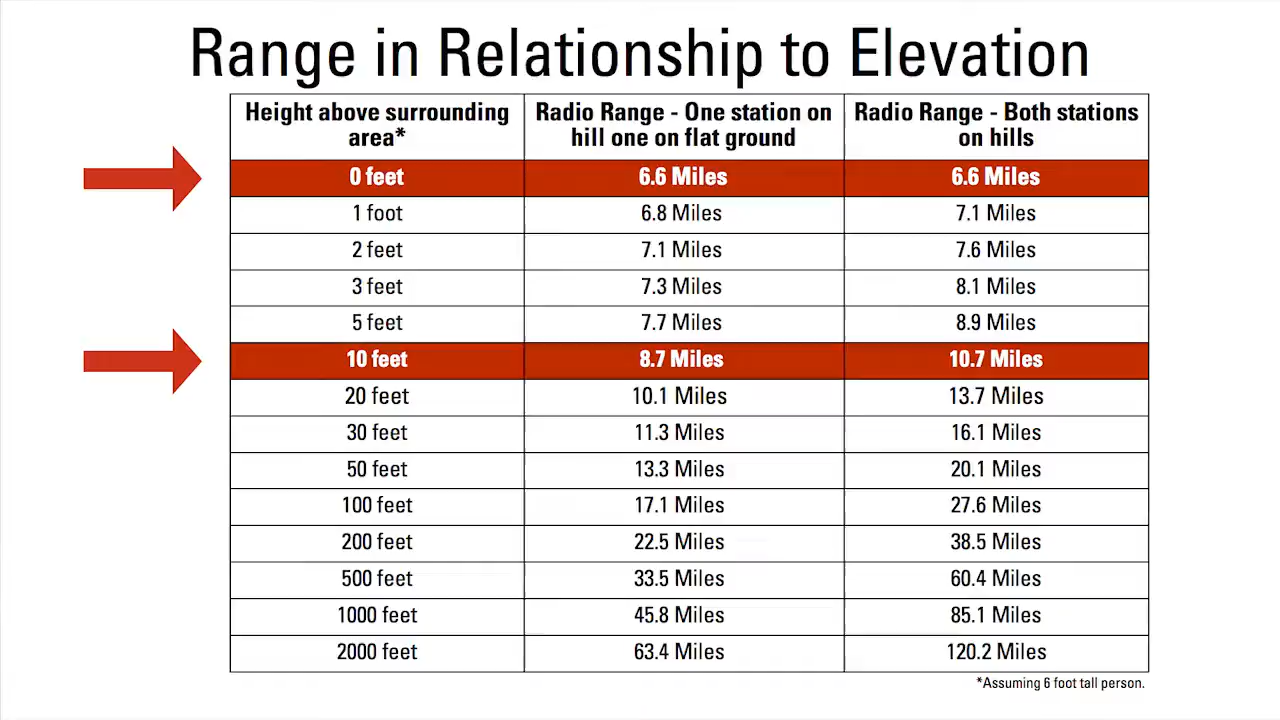 Range in Relationship to Elevation
Height above surrounding area* Radio Range - One station on hill one on flat ground Radio Range - Both stations on hills
0 feet 6.6 Miles 6.6 Miles
1 foot 6.8 Miles 7.1 Miles
2 feet 7.1 Miles 7.6 Miles
3 feet 7.3 Miles 8.1 Miles
5 feet 7.7 Miles 8.9 Miles
10 feet 8.7 Miles 10.7 Miles
20 feet 10.1 Miles 13.7 Miles
30 feet 11.3 Miles 16.1 Miles
50 feet 13.3 Miles 20.1 Miles
100 feet 17.1 Miles 27.6 Miles
200 feet 22.5 Miles 38.5 Miles
500 feet 33.5 Miles 60.4 Miles
1000 feet 45.8 Miles 85.1 Miles
2000 feet 63.4 Miles 120.2 Miles
*Assuming 6 foot tall person.